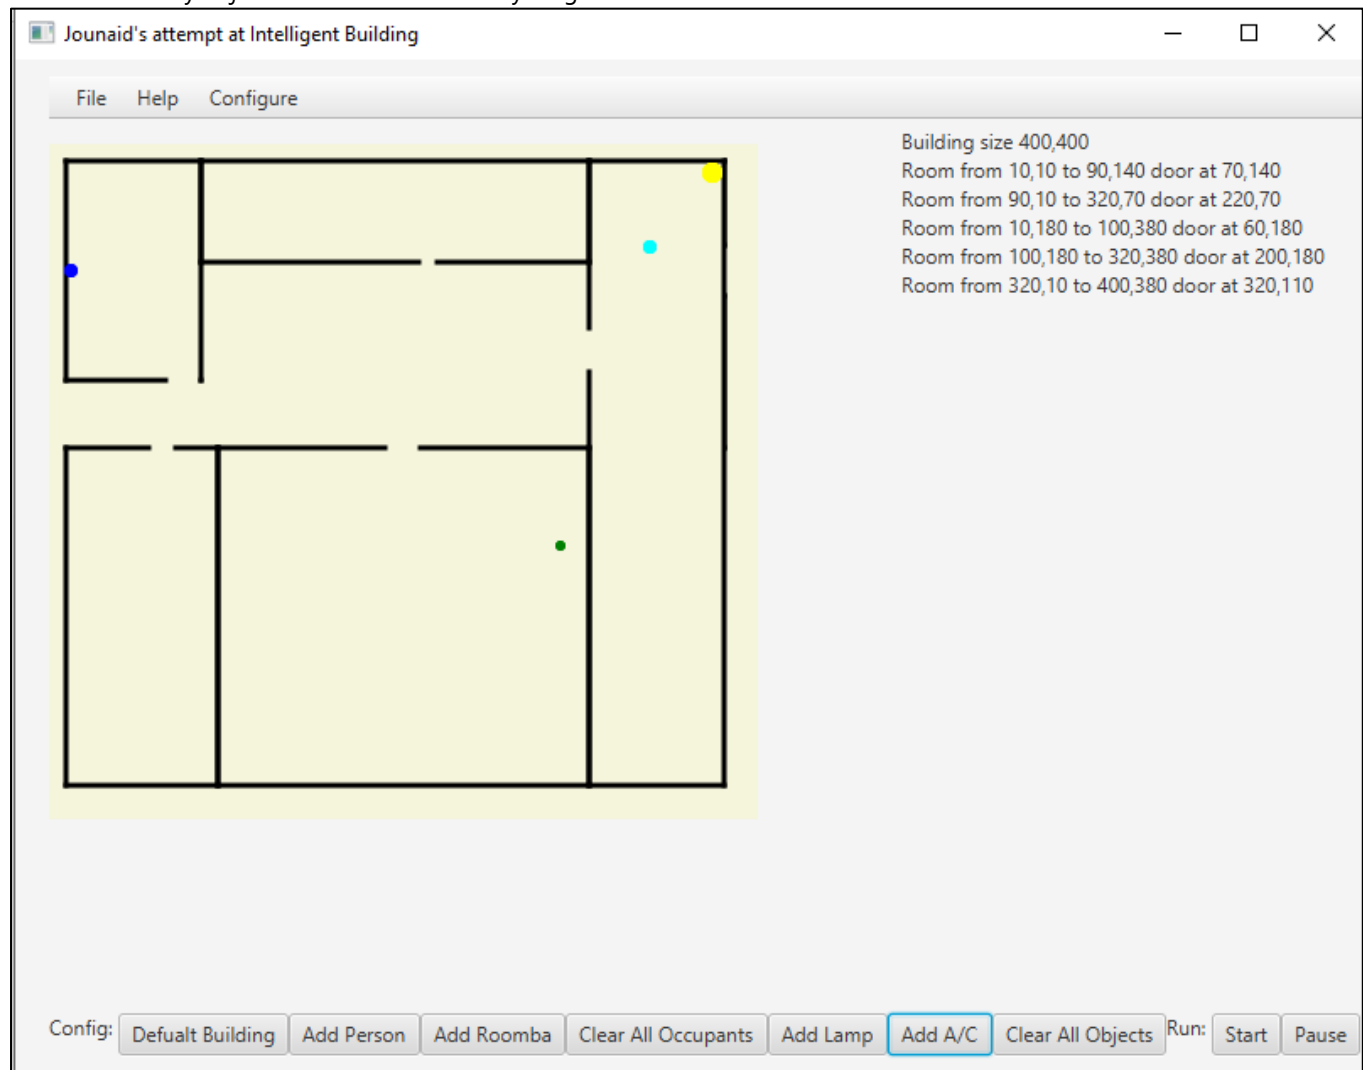 Jounaid's attempt at Intelligent Building
File Help Configure
Building size 400,400
Room from 10,10 to 90,140 door at 70,140
Room from 90,10 to 320,70 door at 220,70
Room from 10,180 to 100,380 door at 60,180
Room from 100,180 to 320,380 door at 200,180
Room from 320,10 to 400,380 door at 320,110
Config: Defualt Building Add Person Add Roomba Clear All Occupants Add Lamp Add A/C Clear All Objects Run: Start Pause